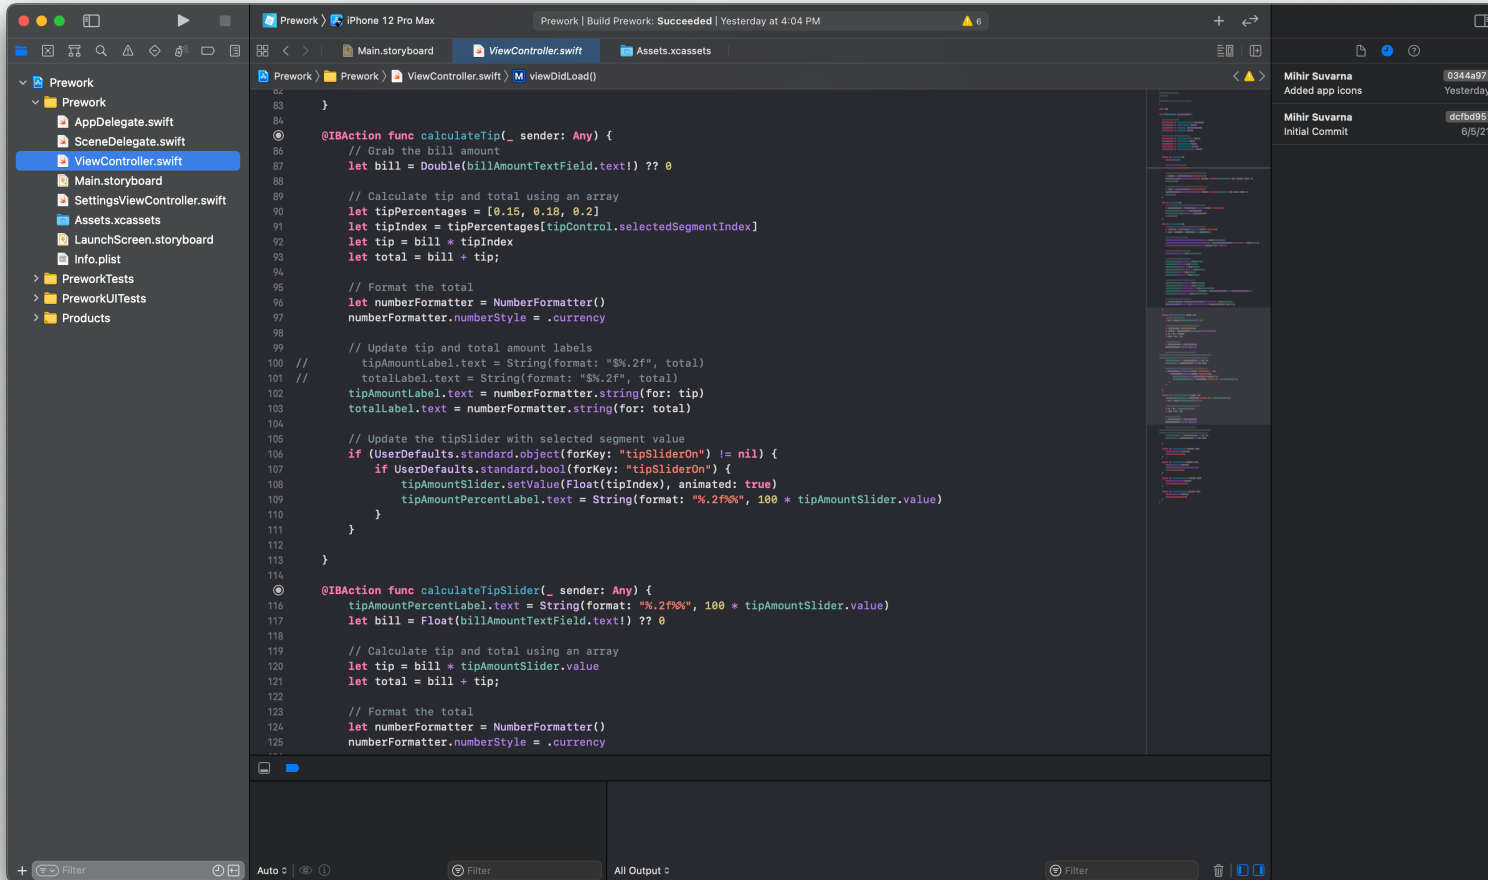 Prework 〉 iPhone 12 Pro Max
Prework | Build Prework: Succeeded | Yesterday at 4:04 PM
6
Main.storyboard
ViewController.swift
Assets.xcassets
Prework 〉 Prework 〉 ViewController.swift 〉 M viewDidLoad()
Prework
Prework
AppDelegate.swift
SceneDelegate.swift
ViewController.swift
Main.storyboard
SettingsViewController.swift
Assets.xcassets
LaunchScreen.storyboard
Info.plist
PreworkTests
PreworkUITests
Products
Filter
82
83 }
84
@IBAction func calculateTip(_ sender: Any) {
86 // Grab the bill amount
87 let bill = Double(billAmountTextField.text!) ?? 0
88
89 // Calculate tip and total using an array
90 let tipPercentages = [0.15, 0.18, 0.2]
91 let tipIndex = tipPercentages[tipControl.selectedSegmentIndex]
92 let tip = bill * tipIndex
93 let total = bill + tip;
94
95 // Format the total
96 let numberFormatter = NumberFormatter()
97 numberFormatter.numberStyle = .currency
98
99 // Update tip and total amount labels
100 // tipAmountLabel.text = String(format: "$%.2f", total)
101 // totalLabel.text = String(format: "$%.2f", total)
102 tipAmountLabel.text = numberFormatter.string(for: tip)
103 totalLabel.text = numberFormatter.string(for: total)
104
105 // Update the tipSlider with selected segment value
106 if (UserDefaults.standard.object(forKey: "tipSliderOn") != nil) {
107 if UserDefaults.standard.bool(forKey: "tipSliderOn") {
108 tipAmountSlider.setValue(Float(tipIndex), animated: true)
109 tipAmountPercentLabel.text = String(format: "%.2f%%", 100 * tipAmountSlider.value)
110 }
111 }
112
113 }
114
@IBAction func calculateTipSlider(_ sender: Any) {
116 tipAmountPercentLabel.text = String(format: "%.2f%%", 100 * tipAmountSlider.value)
117 let bill = Float(billAmountTextField.text!) ?? 0
118
119 // Calculate tip and total using an array
120 let tip = bill * tipAmountSlider.value
121 let total = bill + tip;
122
123 // Format the total
124 let numberFormatter = NumberFormatter()
125 numberFormatter.numberStyle = .currency
Auto
Filter
All Output
Filter
Mihir Suvarna 0344a97
Added app icons Yesterday
Mihir Suvarna dcfbd95
Initial Commit 6/5/21